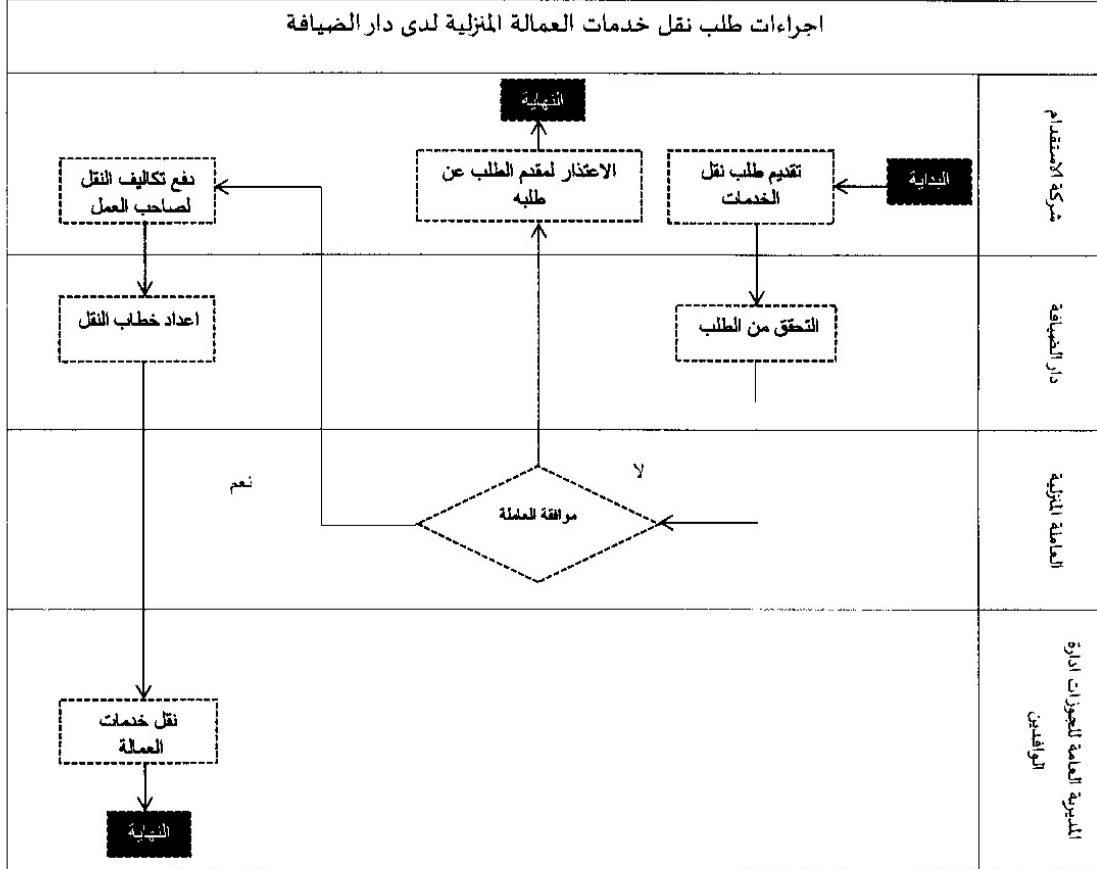 اجراءات طلب نقل خدمات العمالة المنزلية لدى دار الضيافة
شركة الاستقدام
البداية
تقديم طلب نقل
الخدمات
النهاية
الاعتذار لمقدم الطلب عن
طلبه
دفع تكاليف النقل
لصاحب العمل
دار الضيافة
التحقق من الطلب
اعداد خطاب النقل
العاملة المنزلية
لا
موافقة العاملة
نعم
المديرية العامة للجوزات ادارة
الوافدين
نقل خدمات
العمالة
النهاية